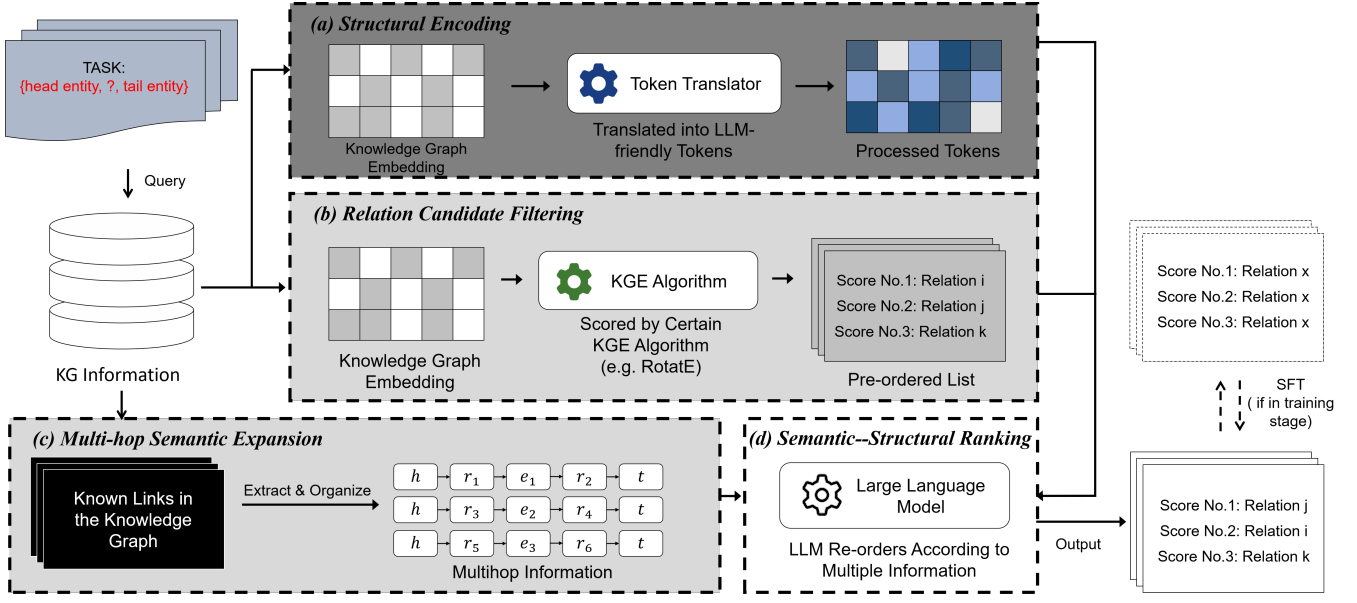 TASK:
{head entity, ?, tail entity}
Query
KG Information
(a) Structural Encoding
Knowledge Graph
Embedding
Token Translator
Translated into LLM-
friendly Tokens
Processed Tokens
(b) Relation Candidate Filtering
Knowledge Graph
Embedding
KGE Algorithm
Scored by Certain
KGE Algorithm
(e.g. RotatE)
Score No.1: Relation i
Score No.2: Relation j
Score No.3: Relation k
Pre-ordered List
(c) Multi-hop Semantic Expansion
Known Links in
the Knowledge
Graph
Extract & Organize
h r₁ e₁ r₂ t
h r₃ e₂ r₄ t
h r₅ e₃ r₆ t
Multihop Information
(d) Semantic--Structural Ranking
Large Language
Model
LLM Re-orders According to
Multiple Information
Output
Score No.1: Relation x
Score No.2: Relation x
Score No.3: Relation x
SFT
( if in training
stage)
Score No.1: Relation j
Score No.2: Relation i
Score No.3: Relation k